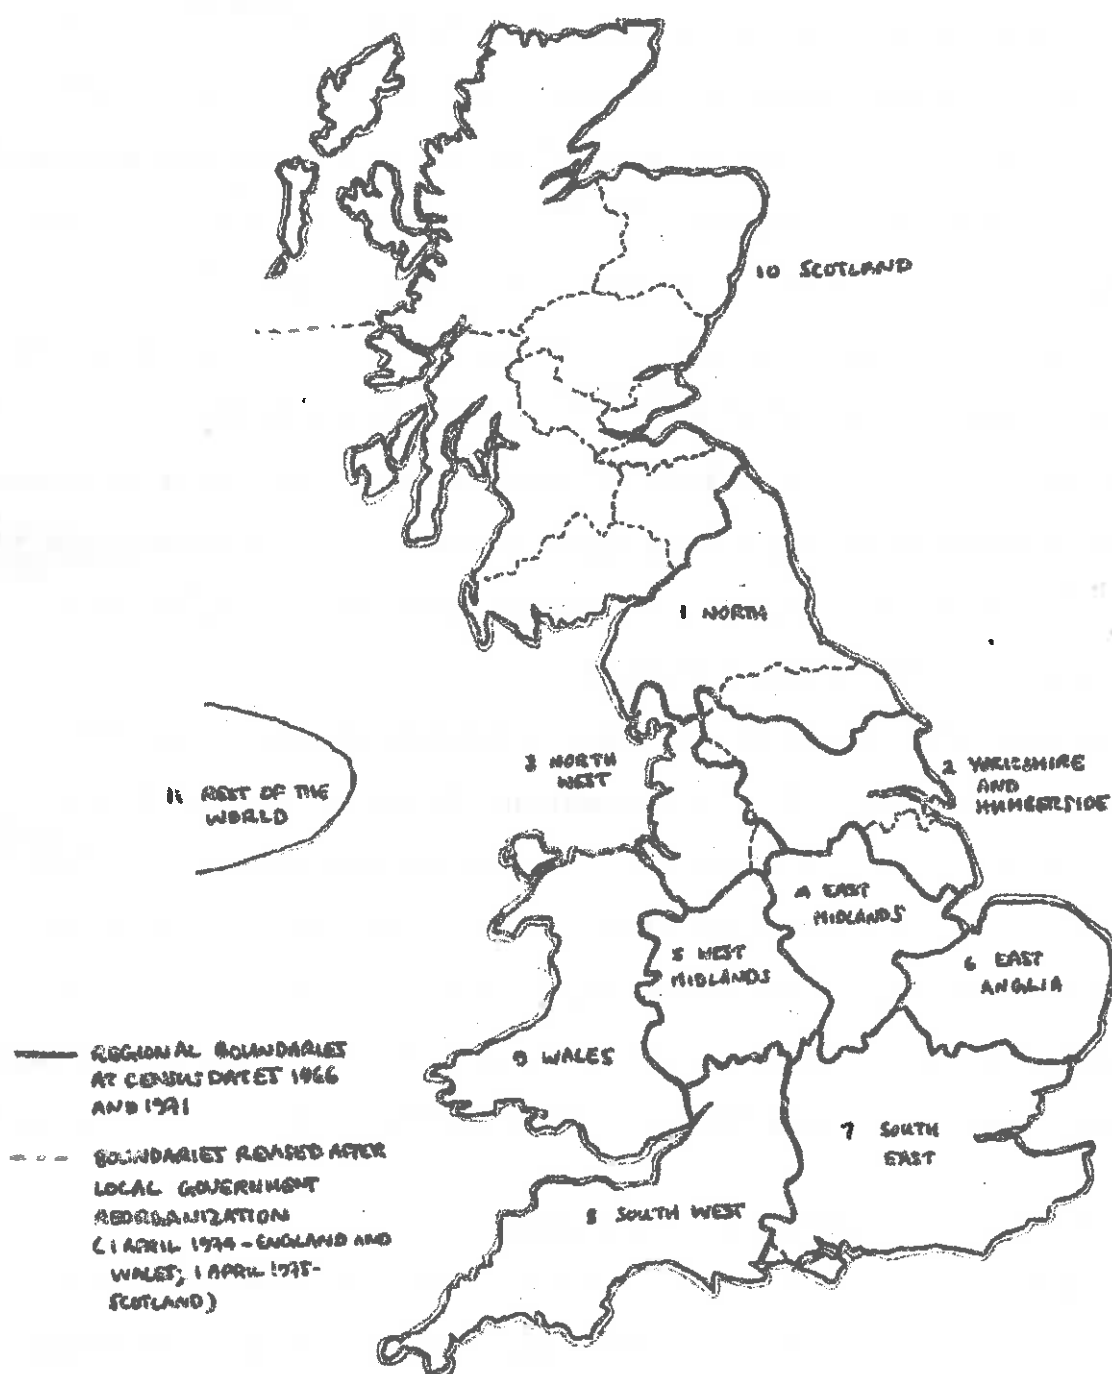 10 SCOTLAND
1 NORTH
3 NORTH
WEST
2 YORKSHIRE
AND
HUMBERSIDE
11 REST OF THE
WORLD
4 EAST
MIDLANDS
5 WEST
MIDLANDS
6 EAST
ANGLIA
9 WALES
7 SOUTH
EAST
8 SOUTH WEST
REGIONAL BOUNDARIES
AT CENSUS DATES 1966
AND 1971
BOUNDARIES REVISED AFTER
LOCAL GOVERNMENT
REORGANIZATION
(1 APRIL 1974-ENGLAND AND
WALES; 1 APRIL 1975-
SCOTLAND)